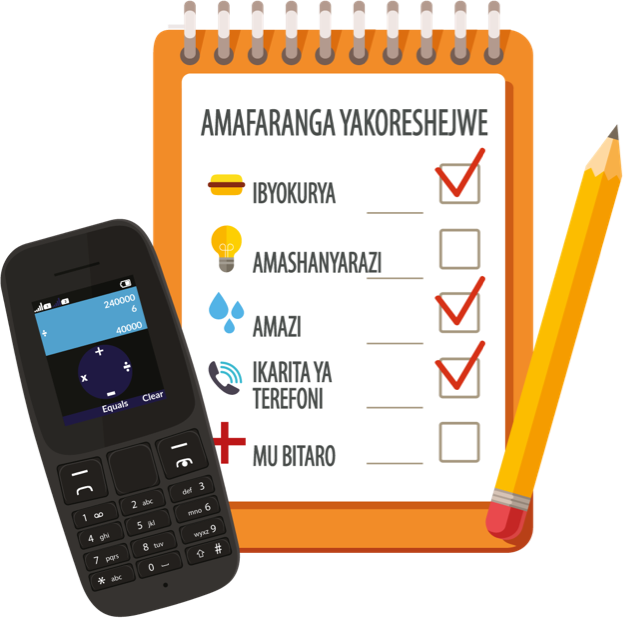 AMAFARANGA YAKORESHEJWE
IBYOKURYA
AMASHANYARAZI
AMAZI
IKARITA YA
TEREFONI
MU BITARO
240000
6
÷ 40000
+
x ÷
-
Equals Clear
1 2 abc def 3
4 ghi 5 jkl mno 6
7 pqrs 8 tuv wxyz 9
* abc 0 #